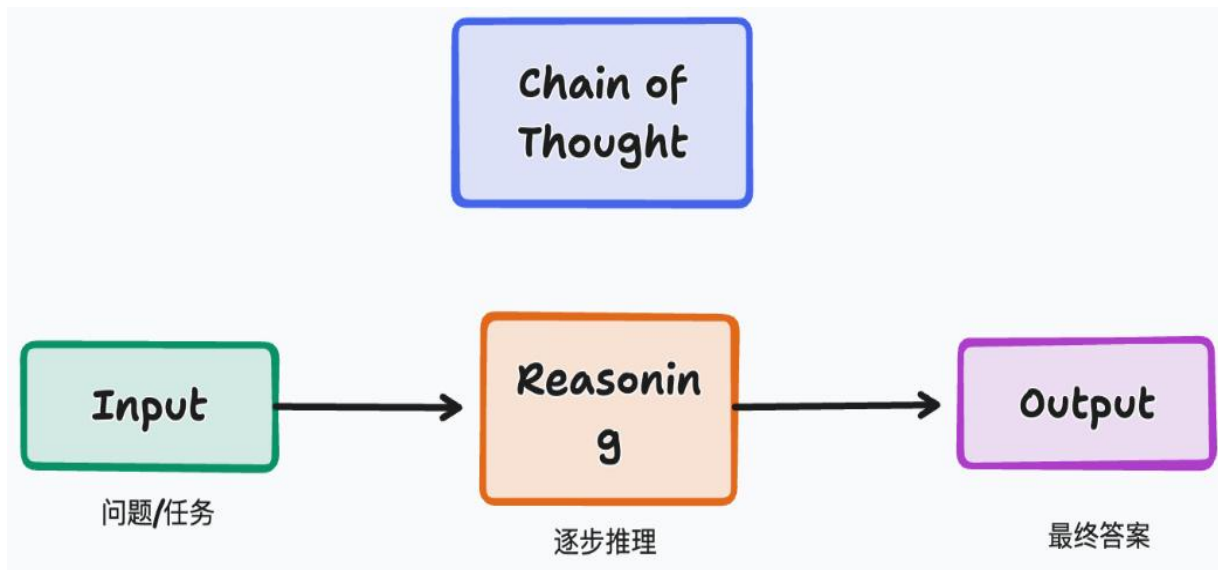 Chain of
Thought
Input
Reasonin
g
Output
问题/任务
逐步推理
最终答案